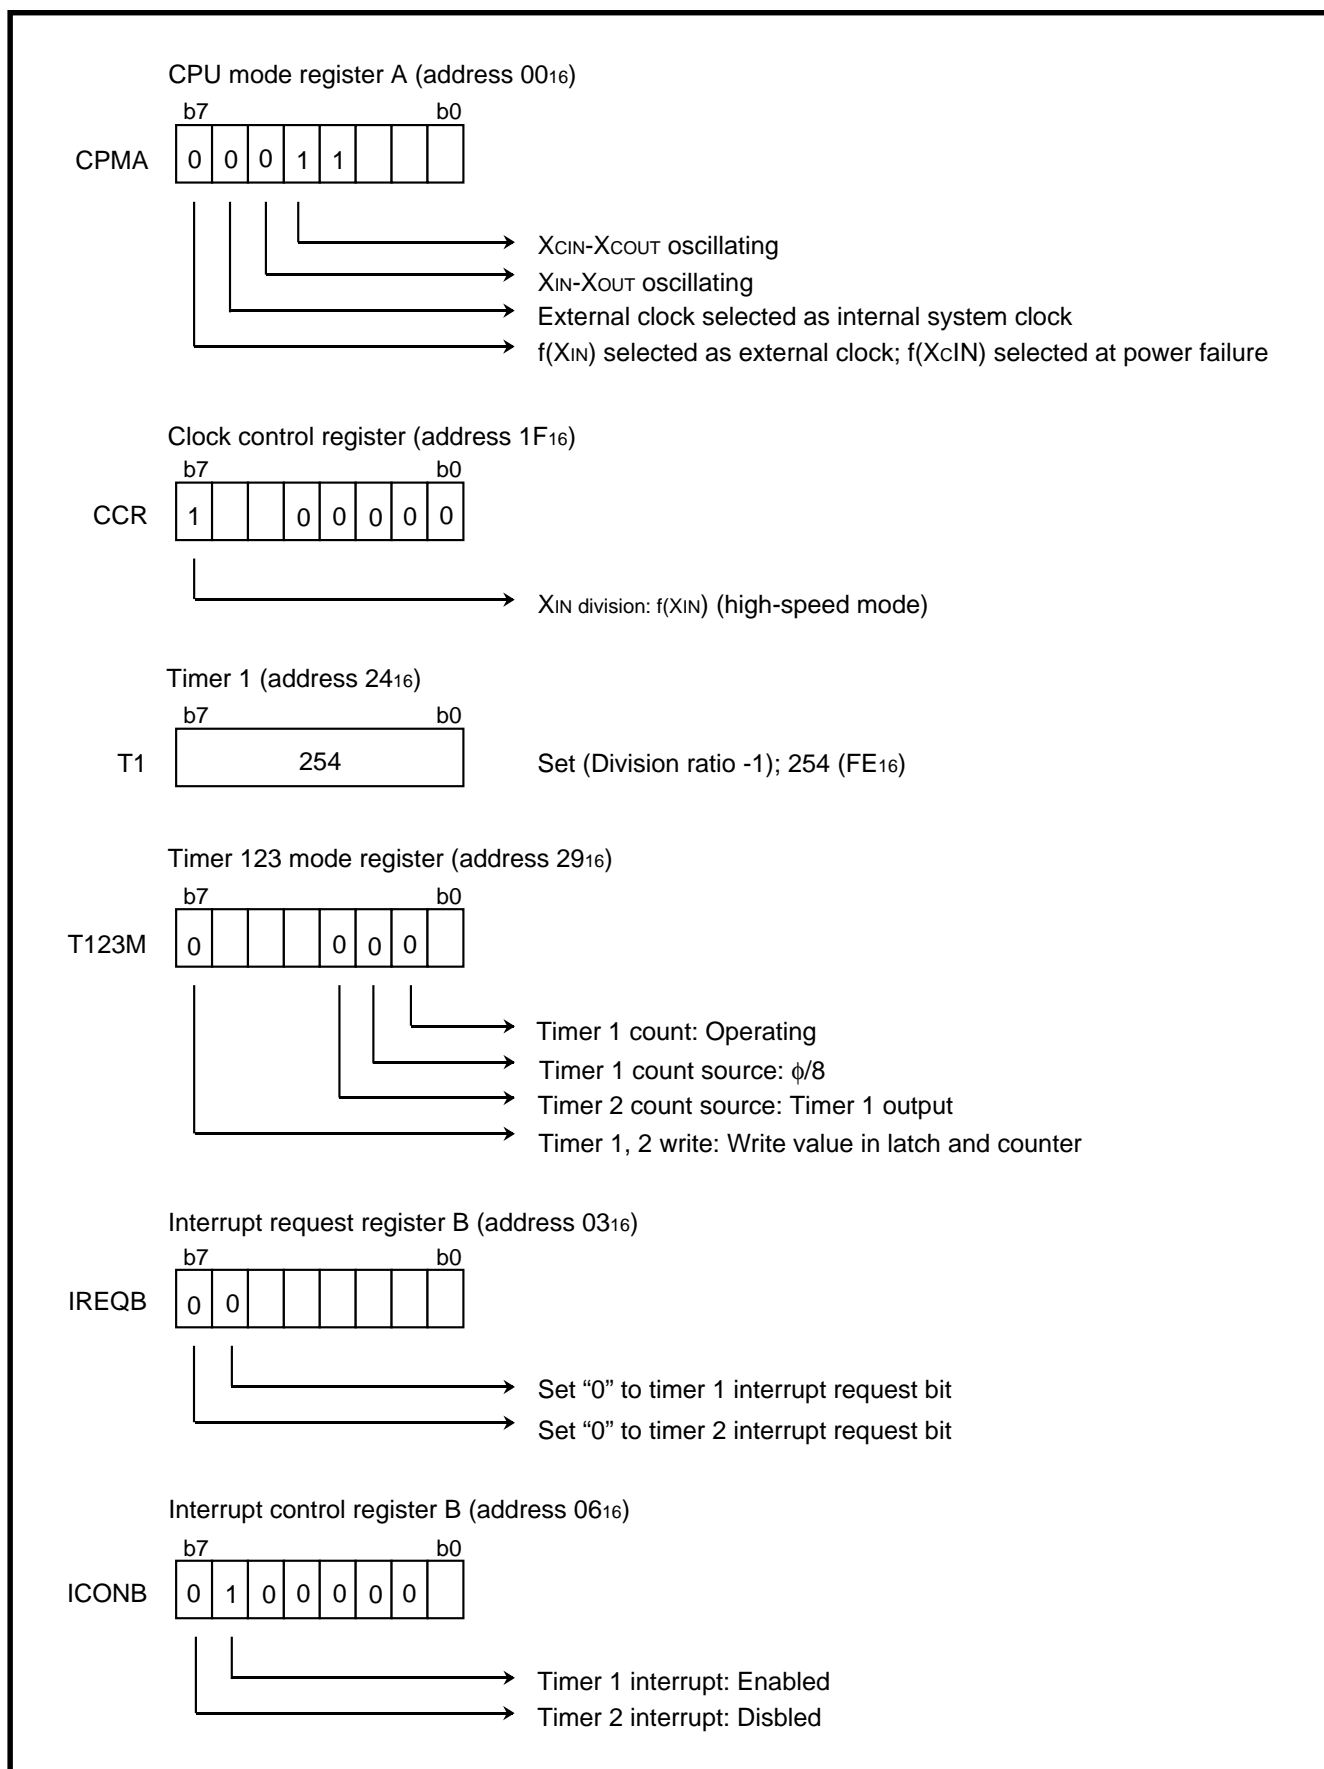 CPU mode register A (address 0016)
b7 b0
CPMA 0 0 0 1 1
XCIN-XCOUT oscillating
XIN-XOUT oscillating
External clock selected as internal system clock
f(XIN) selected as external clock; f(XCIN) selected at power failure
Clock control register (address 1F16)
b7 b0
CCR 1 0 0 0 0 0
XIN division: f(XIN) (high-speed mode)
Timer 1 (address 2416)
b7 b0
T1 254 Set (Division ratio -1); 254 (FE16)
Timer 123 mode register (address 2916)
b7 b0
T123M 0 0 0 0
Timer 1 count: Operating
Timer 1 count source: ϕ/8
Timer 2 count source: Timer 1 output
Timer 1, 2 write: Write value in latch and counter
Interrupt request register B (address 0316)
b7 b0
IREQB 0 0
Set “0” to timer 1 interrupt request bit
Set “0” to timer 2 interrupt request bit
Interrupt control register B (address 0616)
b7 b0
ICONB 0 1 0 0 0 0 0
Timer 1 interrupt: Enabled
Timer 2 interrupt: Disbled